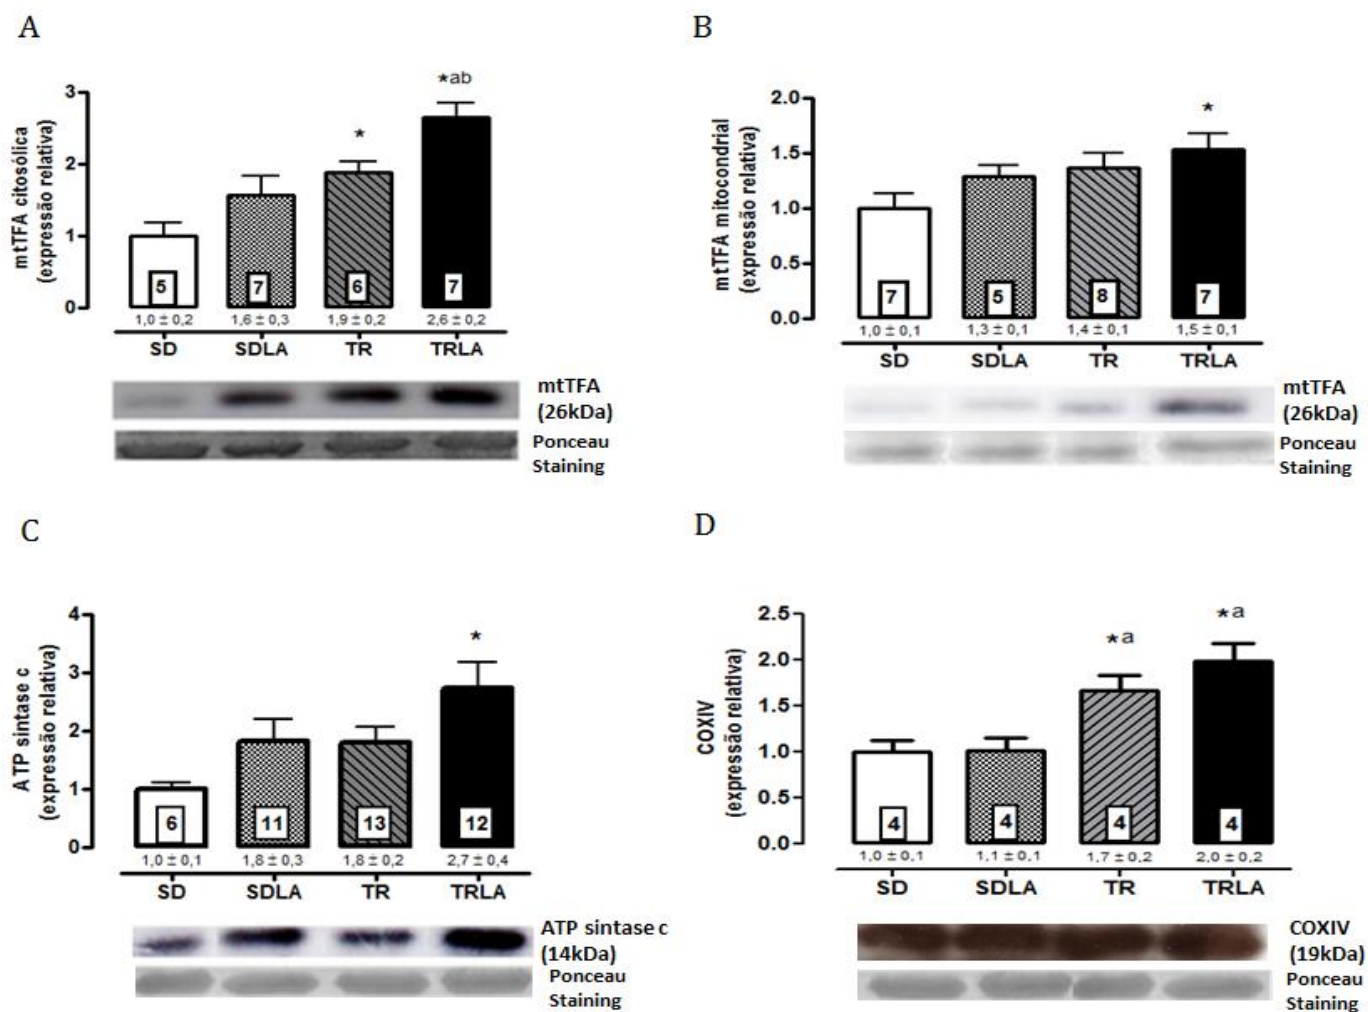 A
mtTFA citosólica
(expressão relativa)
3
2
1
0
*
*ab
5
7
6
7
1,0 ± 0,2
1,6 ± 0,3
1,9 ± 0,2
2,6 ± 0,2
SD
SDLA
TR
TRLA
mtTFA
(26kDa)
Ponceau
Staining
B
mtTFA mitocondrial
(expressão relativa)
2.0
1.5
1.0
0.5
0.0
*
7
5
8
7
1,0 ± 0,1
1,3 ± 0,1
1,4 ± 0,1
1,5 ± 0,1
SD
SDLA
TR
TRLA
mtTFA
(26kDa)
Ponceau
Staining
C
ATP sintase c
(expressão relativa)
4
3
2
1
0
*
6
11
13
12
1,0 ± 0,1
1,8 ± 0,3
1,8 ± 0,2
2,7 ± 0,4
SD
SDLA
TR
TRLA
ATP sintase c
(14kDa)
Ponceau
Staining
D
COXIV
(expressão relativa)
2.5
2.0
1.5
1.0
0.5
0.0
*a
*a
4
4
4
4
1,0 ± 0,1
1,1 ± 0,1
1,7 ± 0,2
2,0 ± 0,2
SD
SDLA
TR
TRLA
COXIV
(19kDa)
Ponceau
Staining